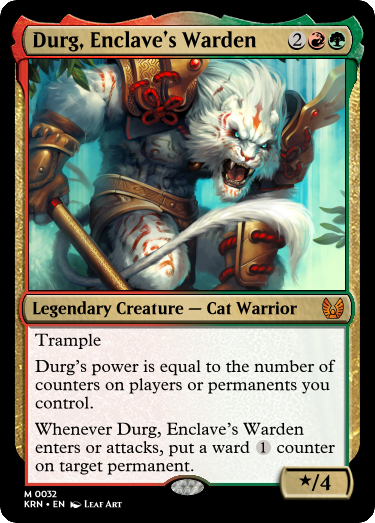 Durg, Enclave's Warden 2
Legendary Creature — Cat Warrior
Trample
Durg's power is equal to the number of
counters on players or permanents you
control.
Whenever Durg, Enclave's Warden
enters or attacks, put a ward 1 counter
on target permanent.
★/4
M 0032
KRN • EN Leaf Art